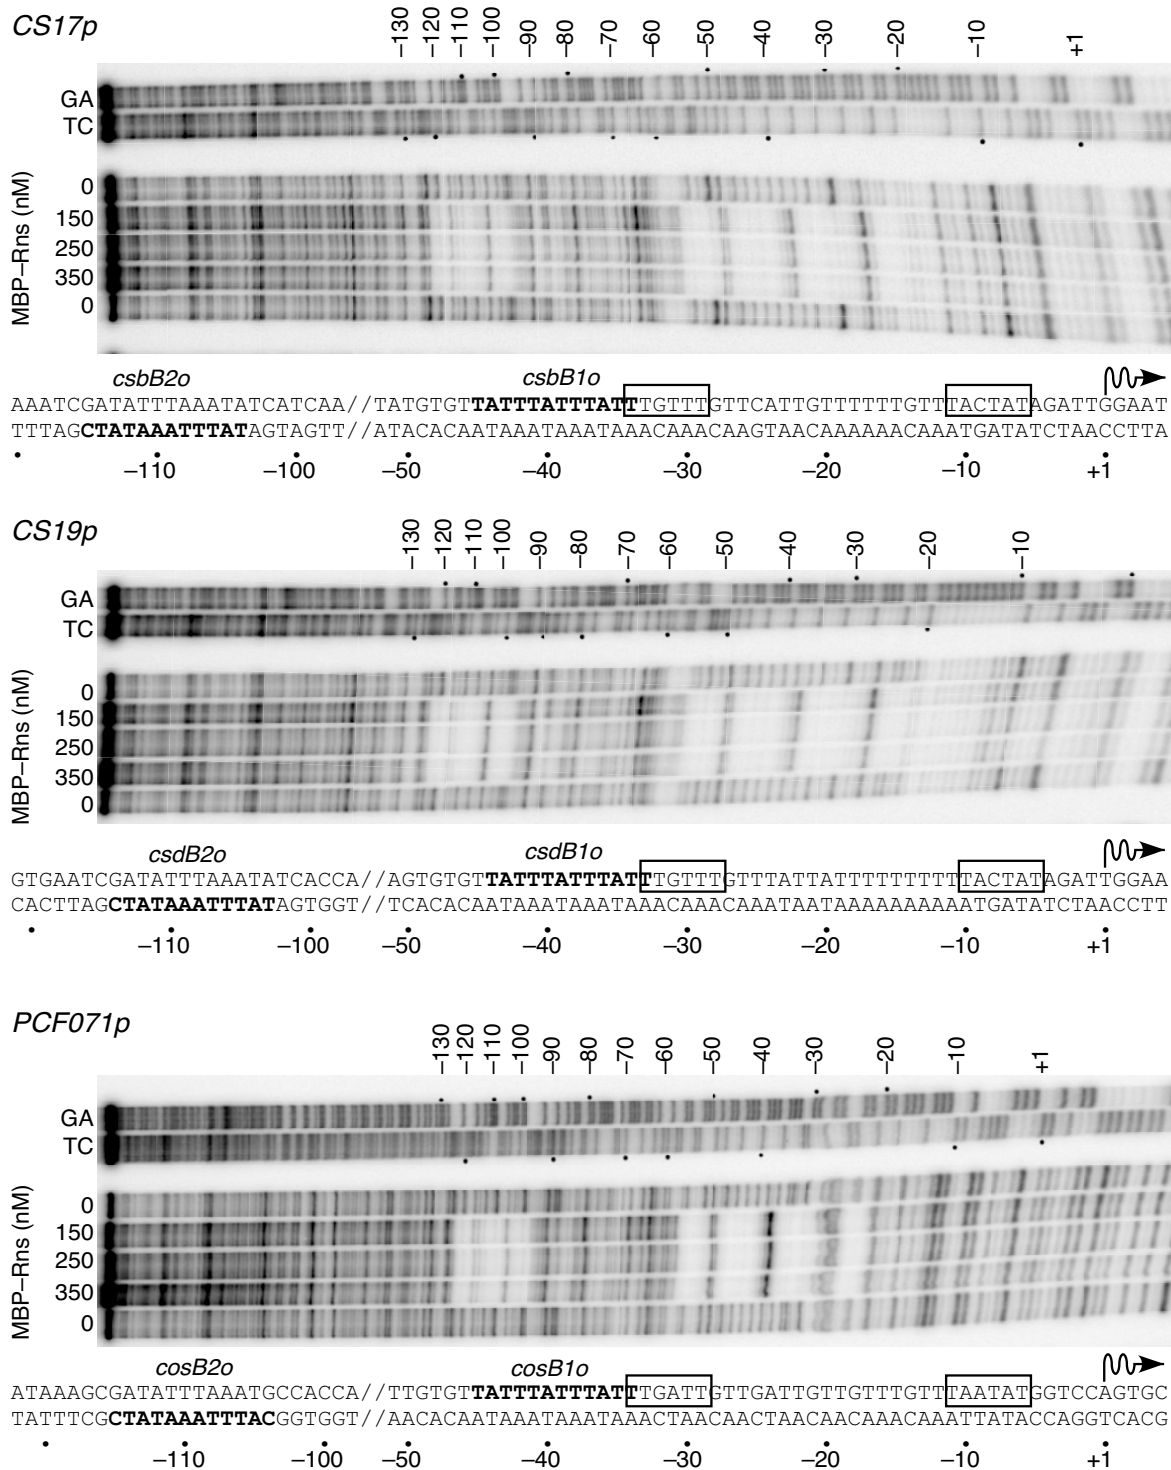 CS17p
–130 –120 –110 –100 –90 –80 –70 –60 –50 –40 –30 –20 –10 +1
GA
TC
MBP–Rns (nM)
0
150
250
350
0
csbB2o csbB1o
AAATCGATATTTAAATATCATCAA//TATGTGTTATTTATTTATTTGTTTGTTCATTGTTTTTTGTTTACTATAGATTGGAAT
TTTAGCTATAAATTTATAGTAGTT//ATACACAATAAATAAATAAACAAACAAGTAACAAAAAACAAATGATATCTAACCTTA
–110 –100 –50 –40 –30 –20 –10 +1
CS19p
–130 –120 –110 –100 –90 –80 –70 –60 –50 –40 –30 –20 –10
GA
TC
MBP–Rns (nM)
0
150
250
350
0
csdB2o csdB1o
GTGAATCGATATTTAAATATCACCA//AGTGTGTTATTTATTTATTTGTTTGTTTATTATTTTTTTTTTACTATAGATTGGAA
CACTTAGCTATAAATTTATAGTGGT//TCACACAATAAATAAATAAACAAACAAATAATAAAAAAAAAATGATATCTAACCTT
–110 –100 –50 –40 –30 –20 –10 +1
PCF071p
–130 –120 –110 –100 –90 –80 –70 –60 –50 –40 –30 –20 –10 +1
GA
TC
MBP–Rns (nM)
0
150
250
350
0
cosB2o cosB1o
ATAAAGCGATATTTAAATGCCACCA//TTGTGTTATTTATTTATTTGATTGTTGATTGTTGTTTGTTTAATATGGTCCAGTGC
TATTTCGCTATAAATTTACGGTGGT//AACACAATAAATAAATAAACTAACAACTAACAACAAACAAATTATACCAGGTCACG
–110 –100 –50 –40 –30 –20 –10 +1